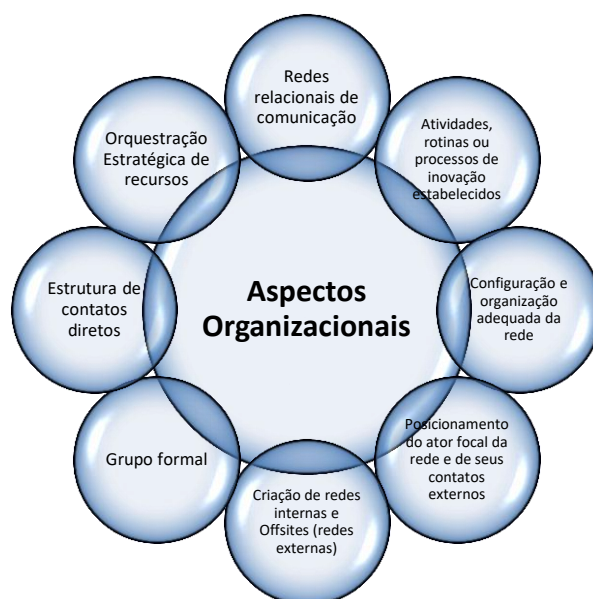 Redes
relacionais de
comunicação
Atividades,
rotinas ou
processos de
inovação
estabelecidos
Configuração e
organização
adequada da
rede
Posicionamento
do ator focal da
rede e de seus
contatos
externos
Criação de redes
internas e
Offsites (redes
externas)
Grupo formal
Estrutura de
contatos
diretos
Orquestração
Estratégica de
recursos
Aspectos
Organizacionais